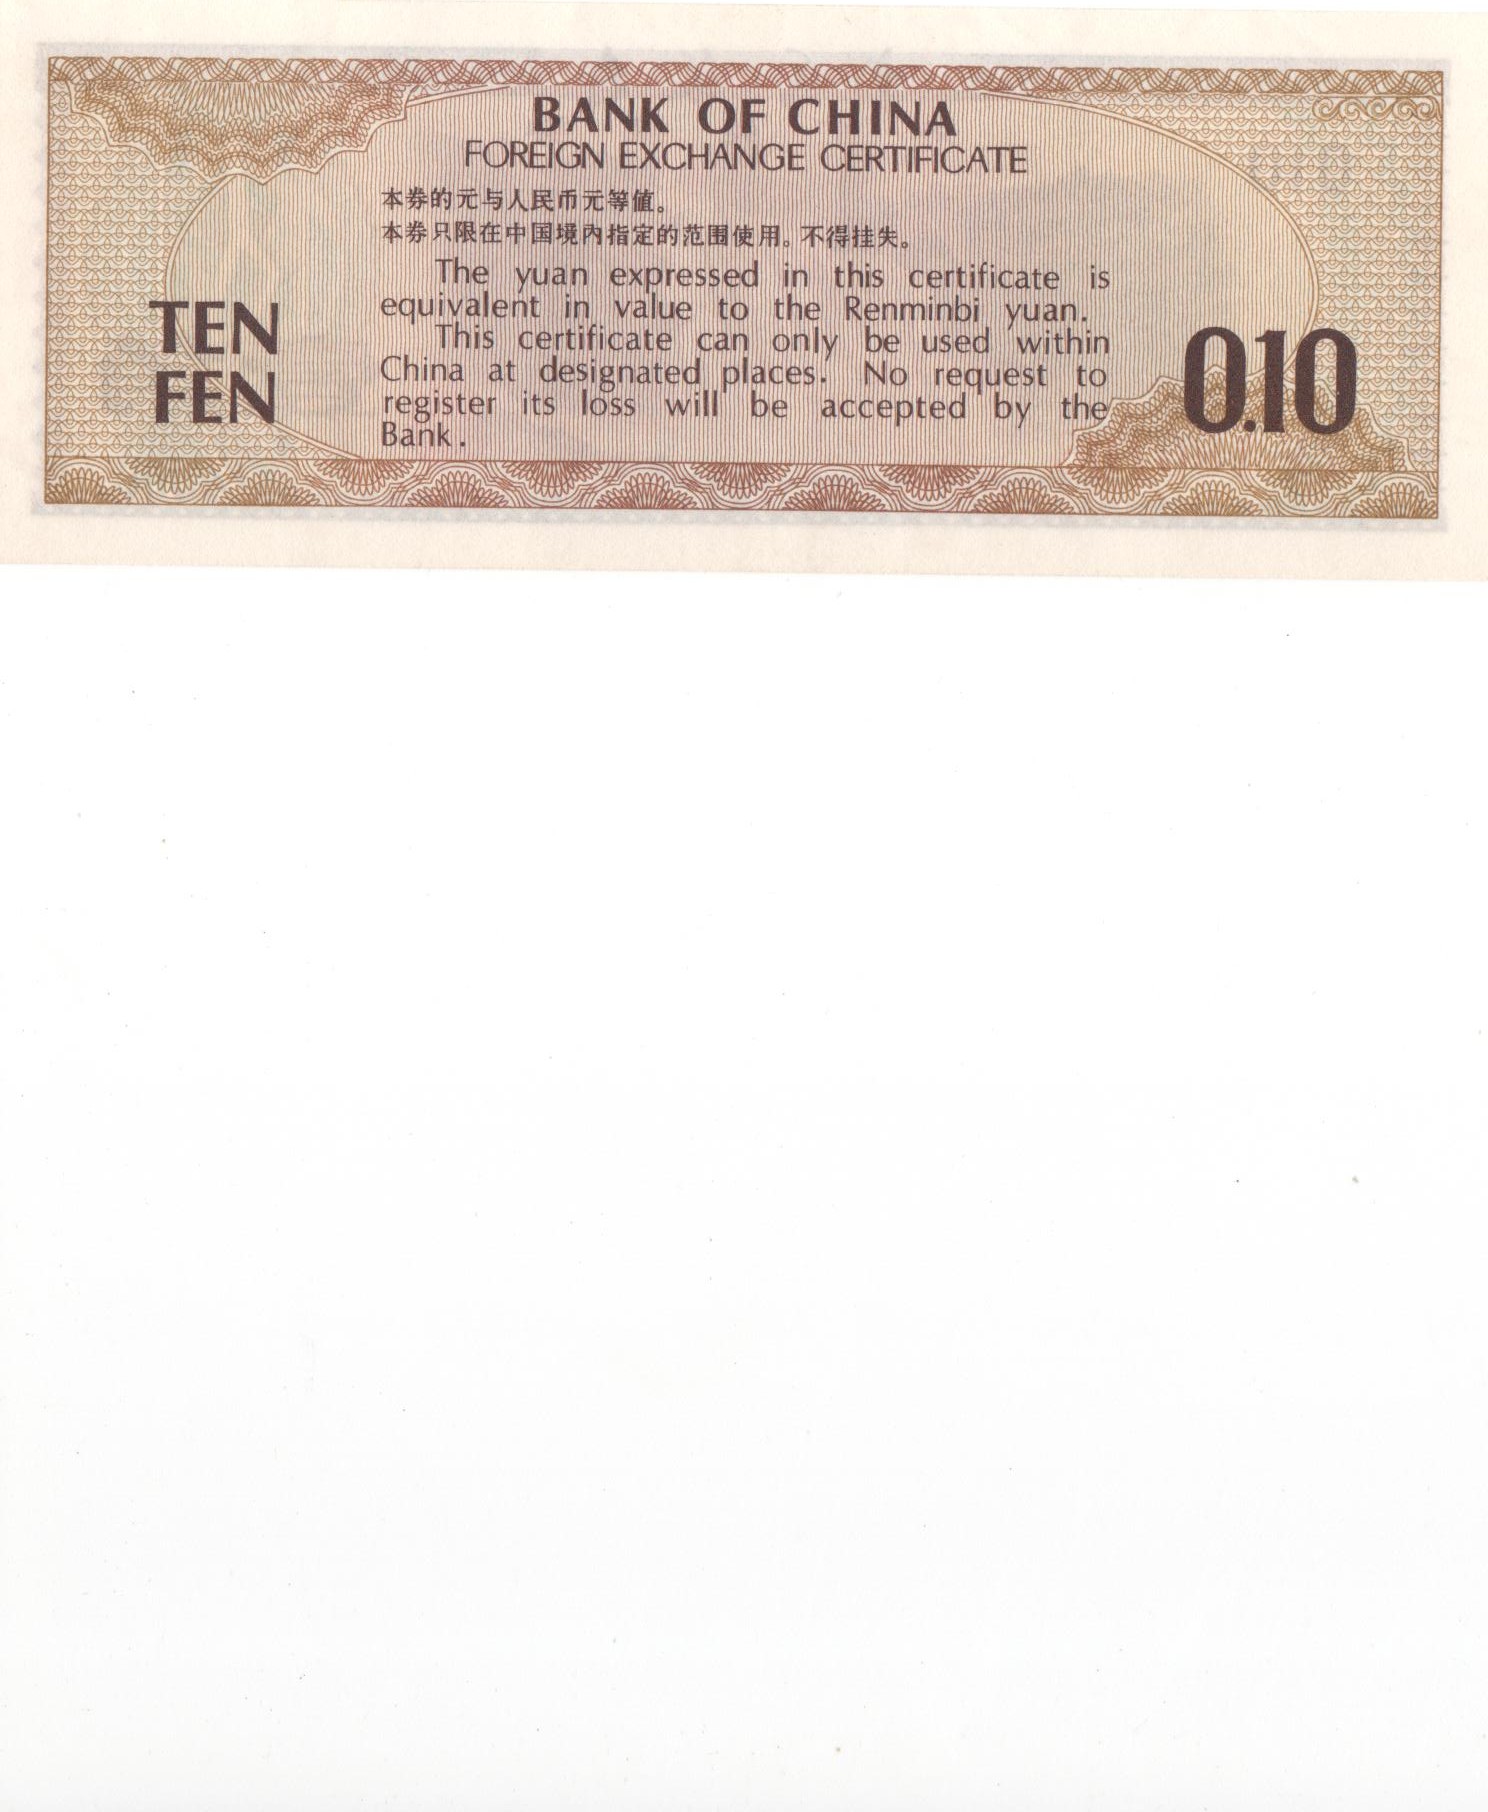 BANK OF CHINA
FOREIGN EXCHANGE CERTIFICATE
本券的元与人民币元等值。
本券只限在中国境内指定的范围使用。不得挂失。
The yuan expressed in this certificate is
equivalent in value to the Renminbi yuan.
This certificate can only be used within
China at designated places. No request to
register its loss will be accepted by the
Bank.
TEN
FEN
0.10